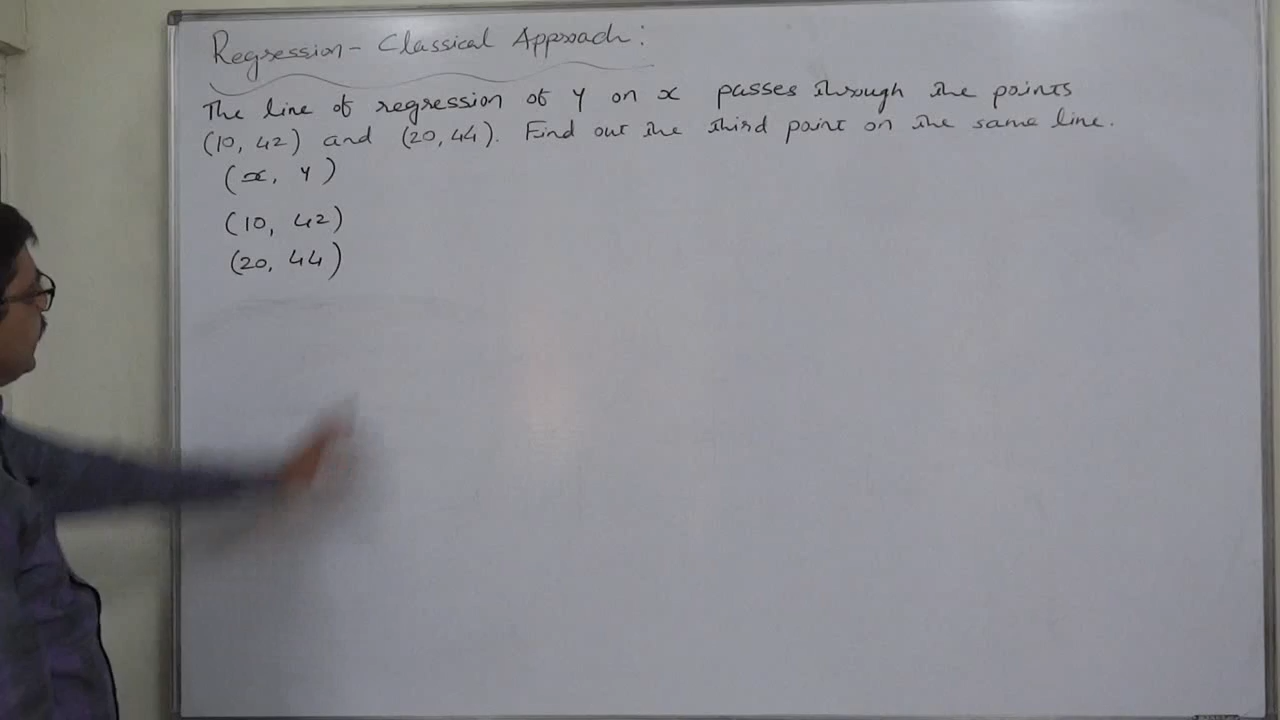 Regression - Classical Approach:
The line of regression of Y on x passes through the points
(10, 42) and (20, 44). Find out the third point on the same line.
(x, Y)
(10, 42)
(20, 44)